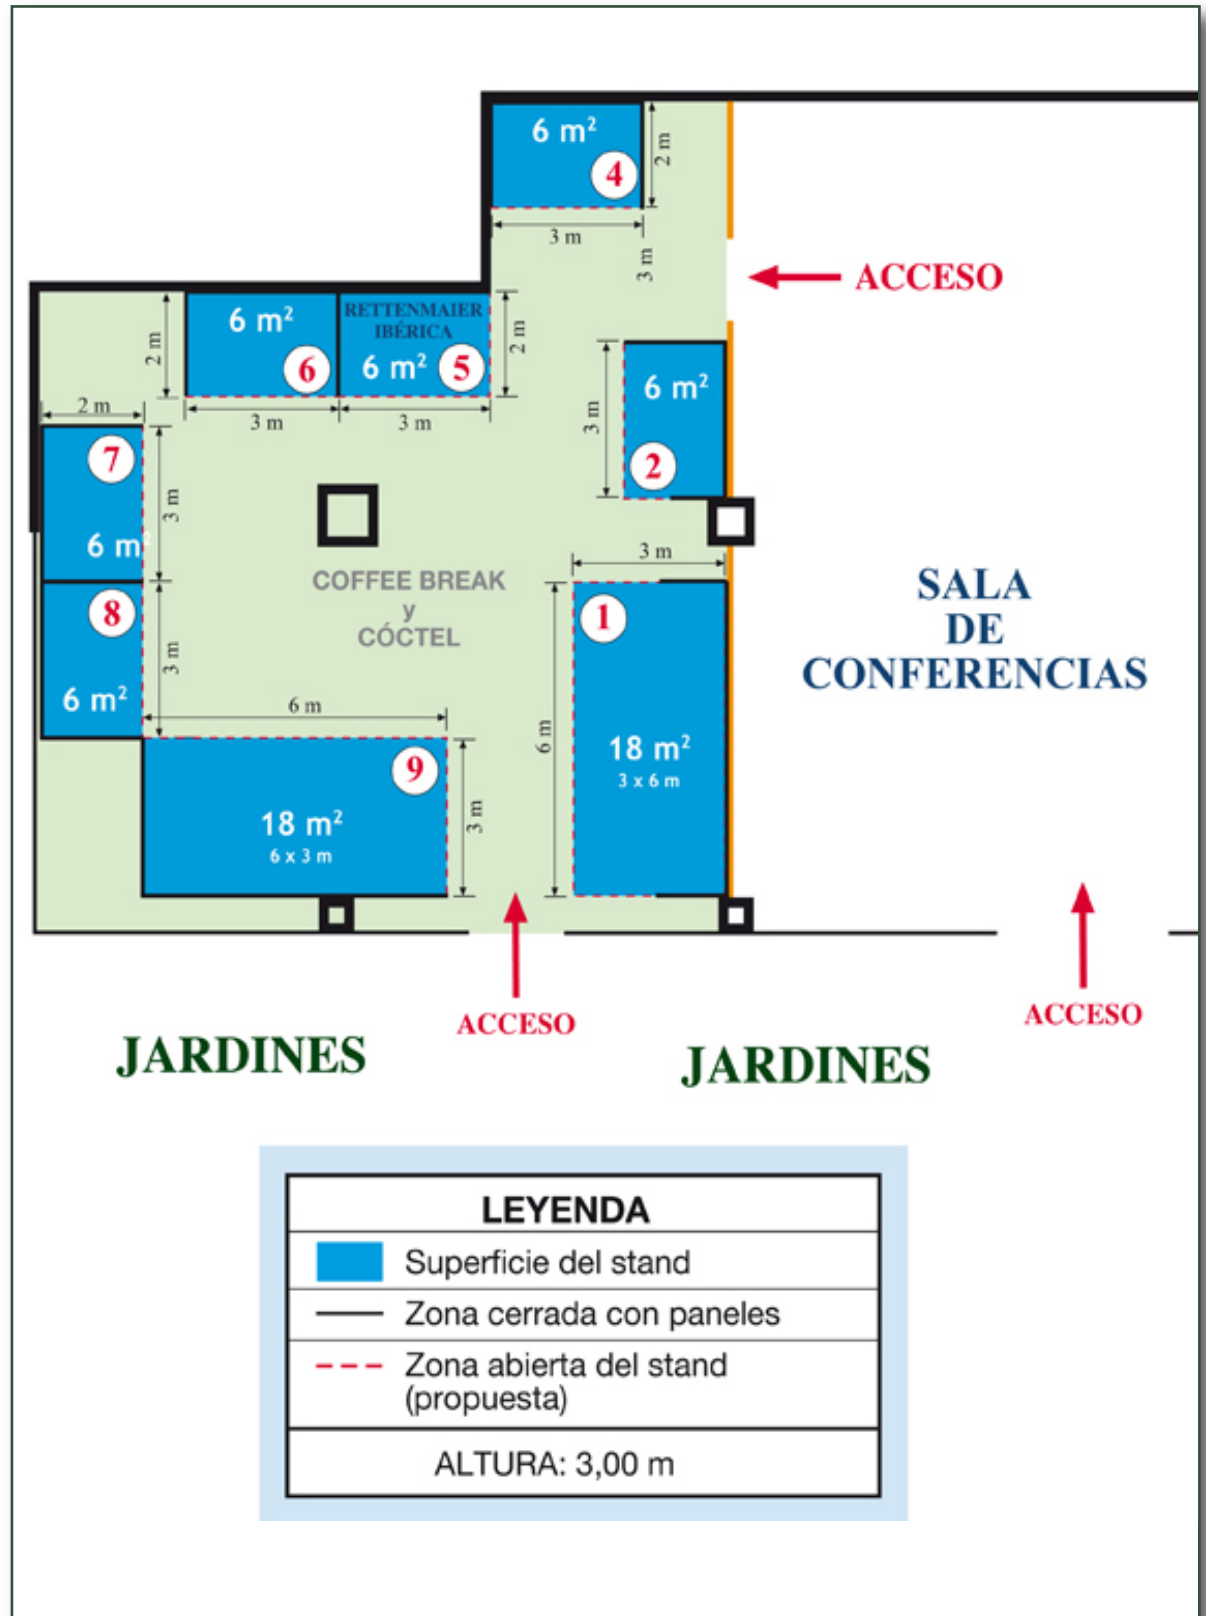 6 m²
4
2 m
3 m
3 m
ACCESO
6 m²
6
RETTENMAIER
IBÉRICA
6 m²
5
2 m
2 m
3 m
3 m
6 m²
2
3 m
2 m
7
6 m²
3 m
COFFEE BREAK
y
CÓCTEL
3 m
1
6 m
18 m²
3 x 6 m
SALA
DE
CONFERENCIAS
8
6 m²
3 m
6 m
9
18 m²
6 x 3 m
3 m
ACCESO
ACCESO
JARDINES
JARDINES
LEYENDA
Superficie del stand
Zona cerrada con paneles
Zona abierta del stand
(propuesta)
ALTURA: 3,00 m